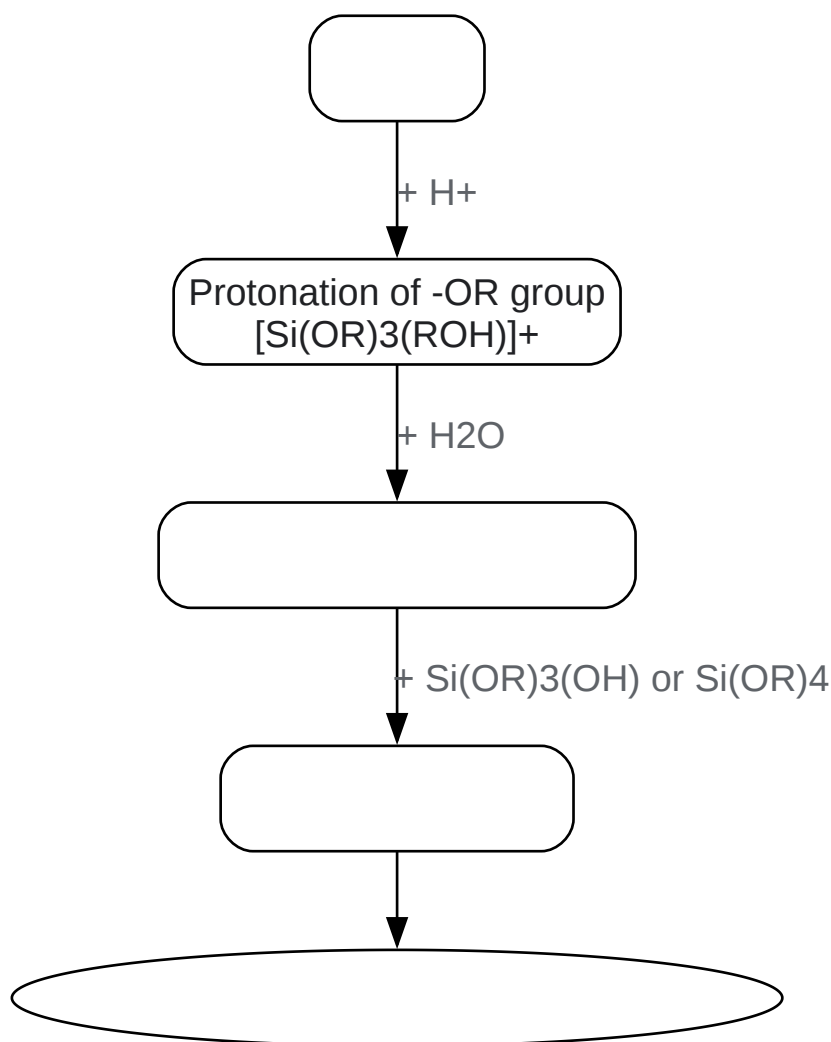 + H+
Protonation of -OR group
[Si(OR)3(ROH)]+
+ H2O
+ Si(OR)3(OH) or Si(OR)4